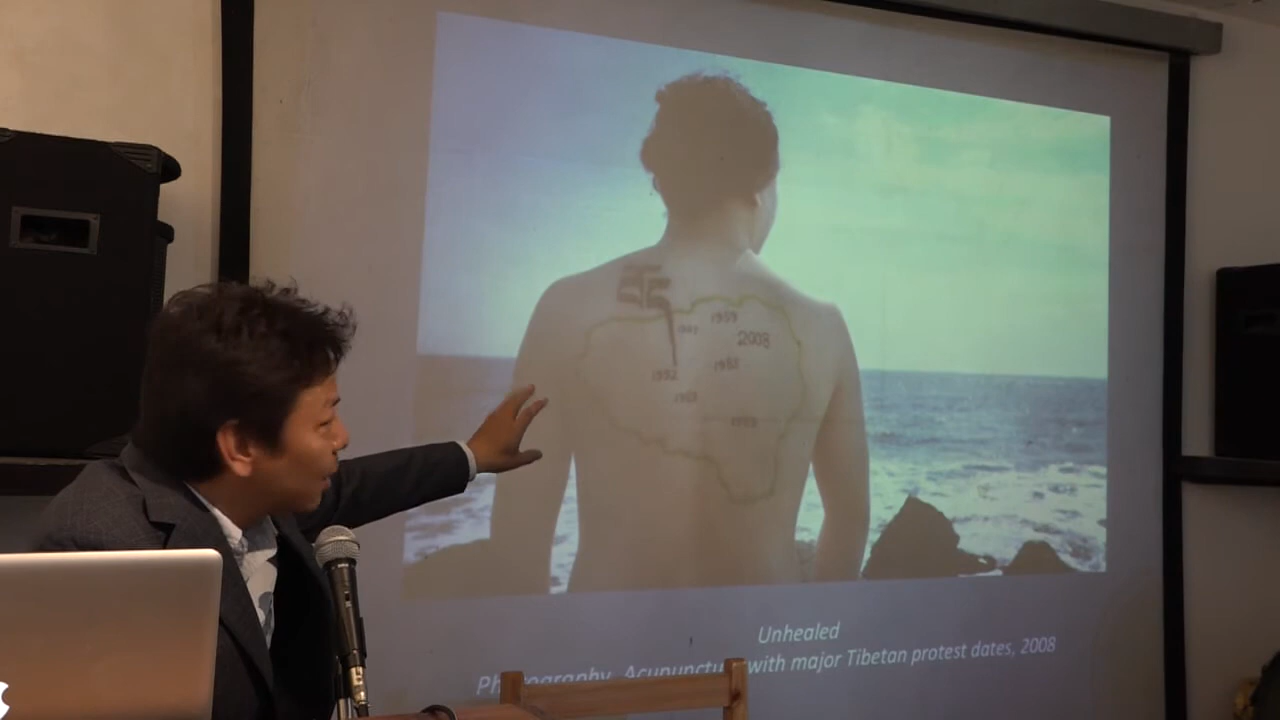 1959
2008
Unhealed
Photography, Acupuncture with major Tibetan protest dates, 2008